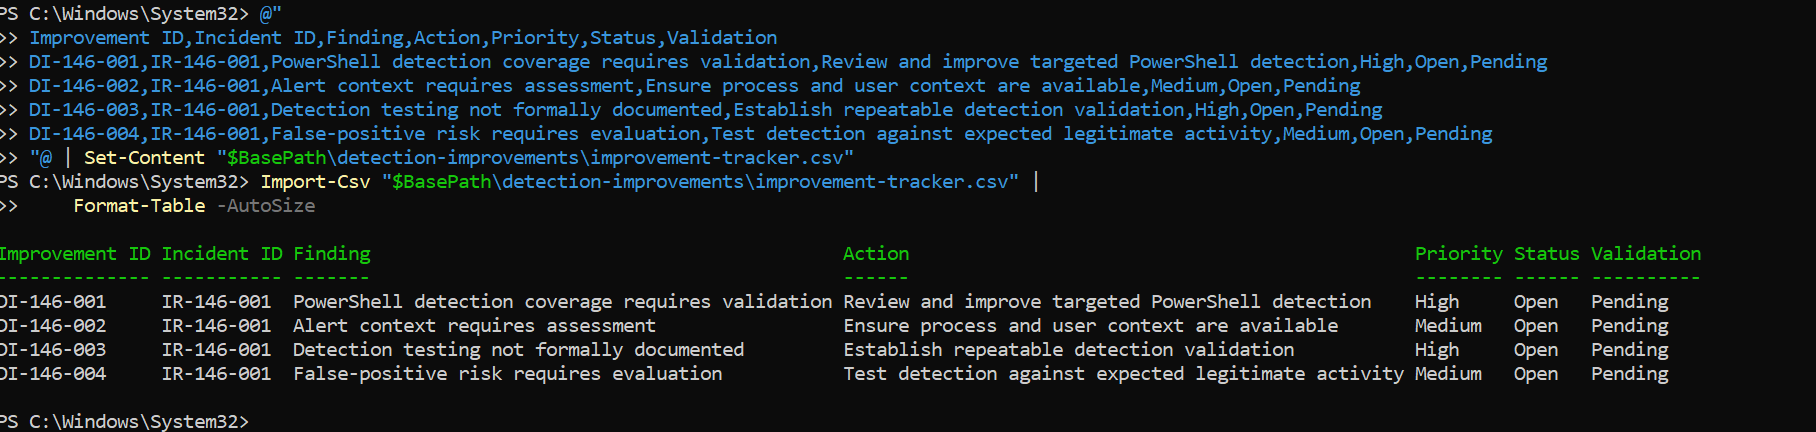 PS C:\Windows\System32> @"
>> Improvement ID,Incident ID,Finding,Action,Priority,Status,Validation
>> DI-146-001,IR-146-001,PowerShell detection coverage requires validation,Review and improve targeted PowerShell detection,High,Open,Pending
>> DI-146-002,IR-146-001,Alert context requires assessment,Ensure process and user context are available,Medium,Open,Pending
>> DI-146-003,IR-146-001,Detection testing not formally documented,Establish repeatable detection validation,High,Open,Pending
>> DI-146-004,IR-146-001,False-positive risk requires evaluation,Test detection against expected legitimate activity,Medium,Open,Pending
>> "@ | Set-Content "$BasePath\detection-improvements\improvement-tracker.csv"
PS C:\Windows\System32> Import-Csv "$BasePath\detection-improvements\improvement-tracker.csv" |
>>     Format-Table -AutoSize

Improvement ID Incident ID Finding                                           Action                                              Priority Status Validation
-------------- ----------- -------                                           ------                                              -------- ------ ----------
DI-146-001     IR-146-001  PowerShell detection coverage requires validation Review and improve targeted PowerShell detection    High     Open   Pending
DI-146-002     IR-146-001  Alert context requires assessment                 Ensure process and user context are available       Medium   Open   Pending
DI-146-003     IR-146-001  Detection testing not formally documented         Establish repeatable detection validation           High     Open   Pending
DI-146-004     IR-146-001  False-positive risk requires evaluation           Test detection against expected legitimate activity Medium   Open   Pending

PS C:\Windows\System32>